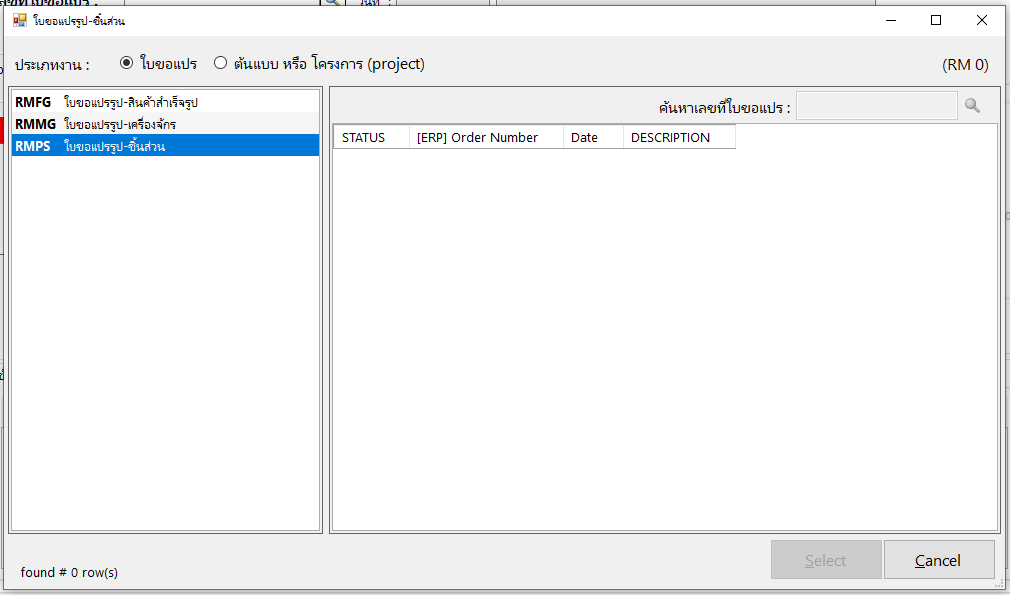 ใบขอแปรรูป-ชิ้นส่วน
ประเภทงาน : ใบขอแปร ต้นแบบ หรือ โครงการ (project) (RM 0)
RMFG ใบขอแปรรูป-สินค้าสำเร็จรูป
RMMG ใบขอแปรรูป-เครื่องจักร
RMPS ใบขอแปรรูป-ชิ้นส่วน
ค้นหาเลขที่ใบขอแปร :
STATUS [ERP] Order Number Date DESCRIPTION
found # 0 row(s)
Select Cancel